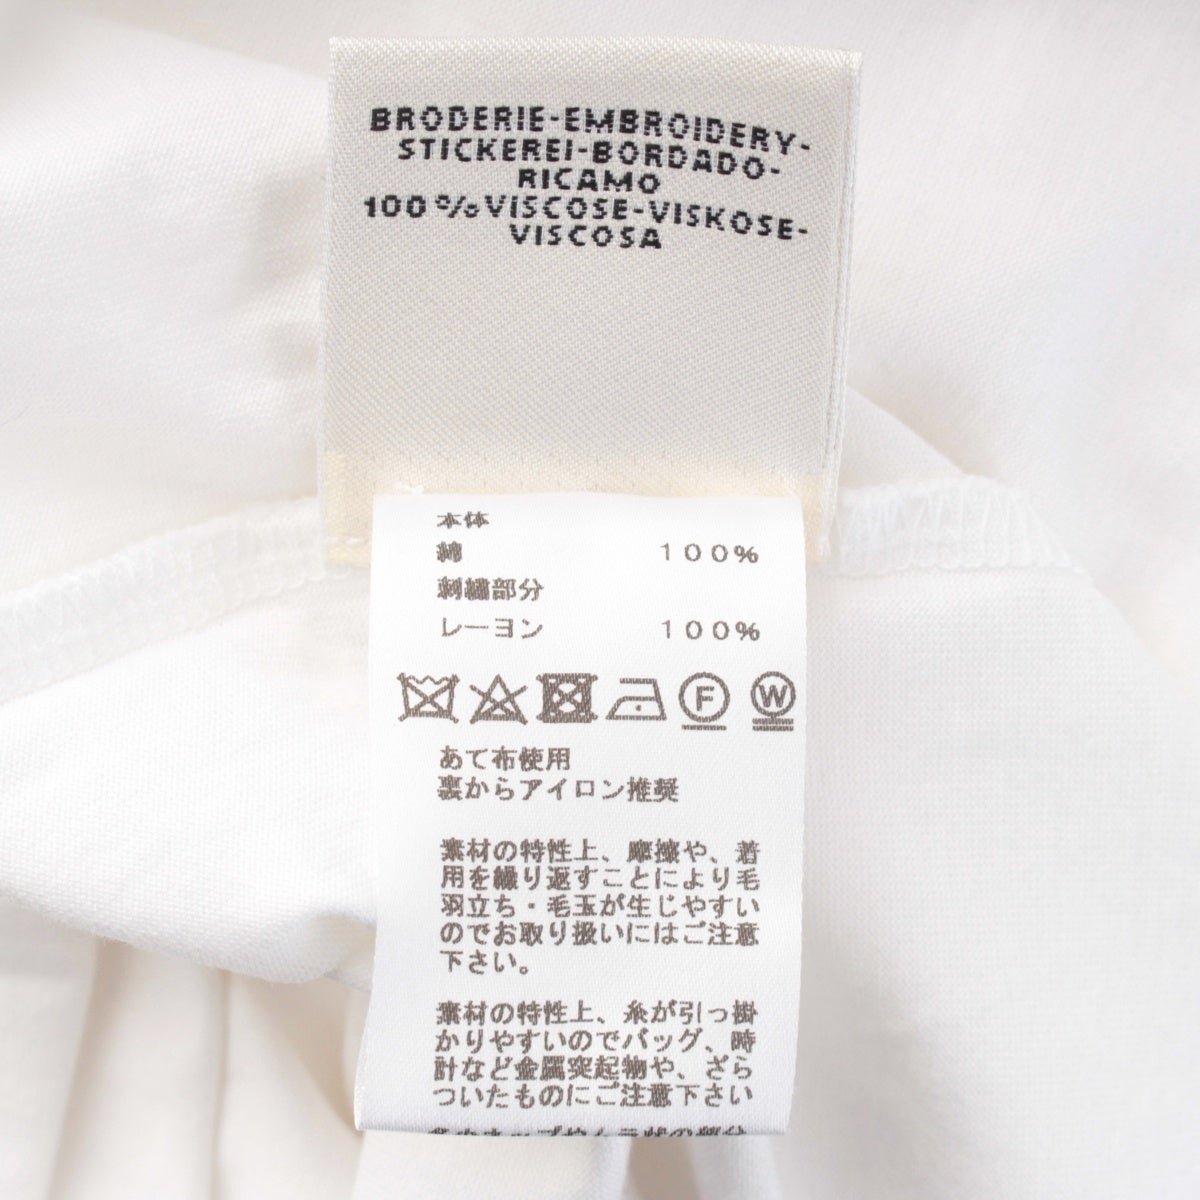 BRODERIE-EMBROIDERY-
STICKEREI-BORDADO-
RICAMO
100%VISCOSE-VISKOSE-
VISCOSA
本体
綿 100%
刺繍部分
レーヨン 100%
F W
あて布使用
裏からアイロン推奨
素材の特性上、摩擦や、着
用を繰り返すことにより毛
羽立ち・毛玉が生じやすい
のでお取り扱いにはご注意
下さい。
素材の特性上、糸が引っ掛
かりやすいのでバッグ、時
計など金属突起物や、ざら
ついたものにご注意下さい